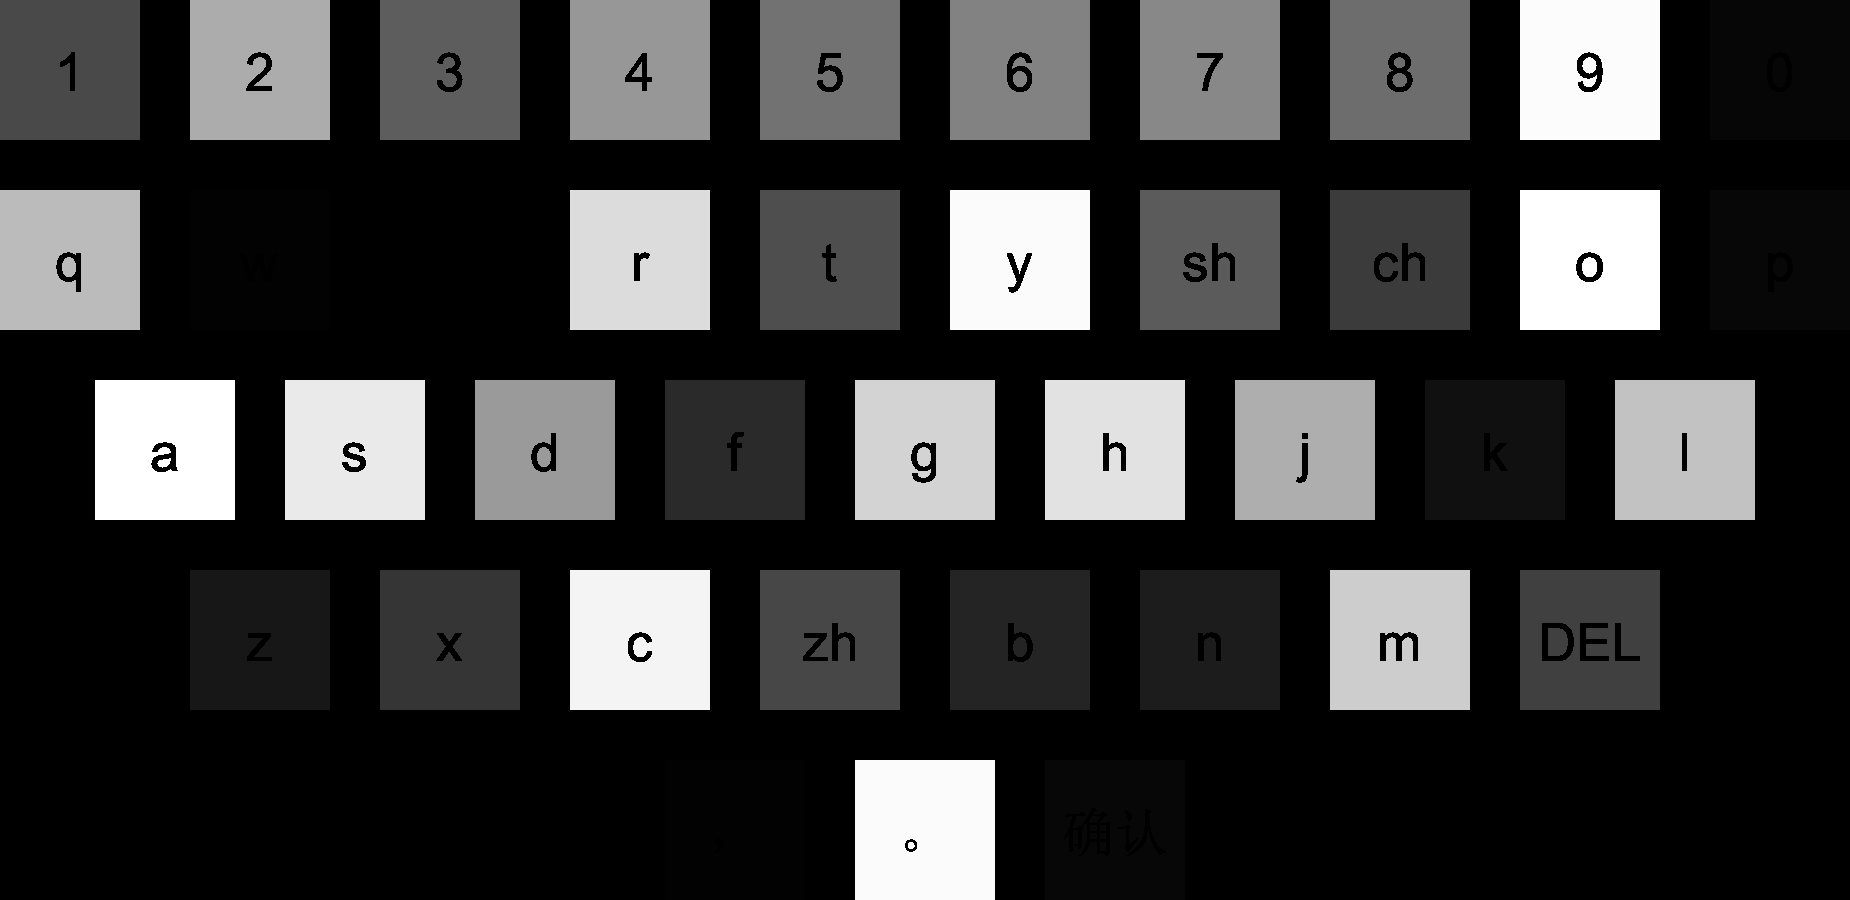 1 2 3 4 5 6 7 8 9 0
q w r t y sh ch o p
a s d f g h j k l
z x c zh b n m DEL
， 。 确认